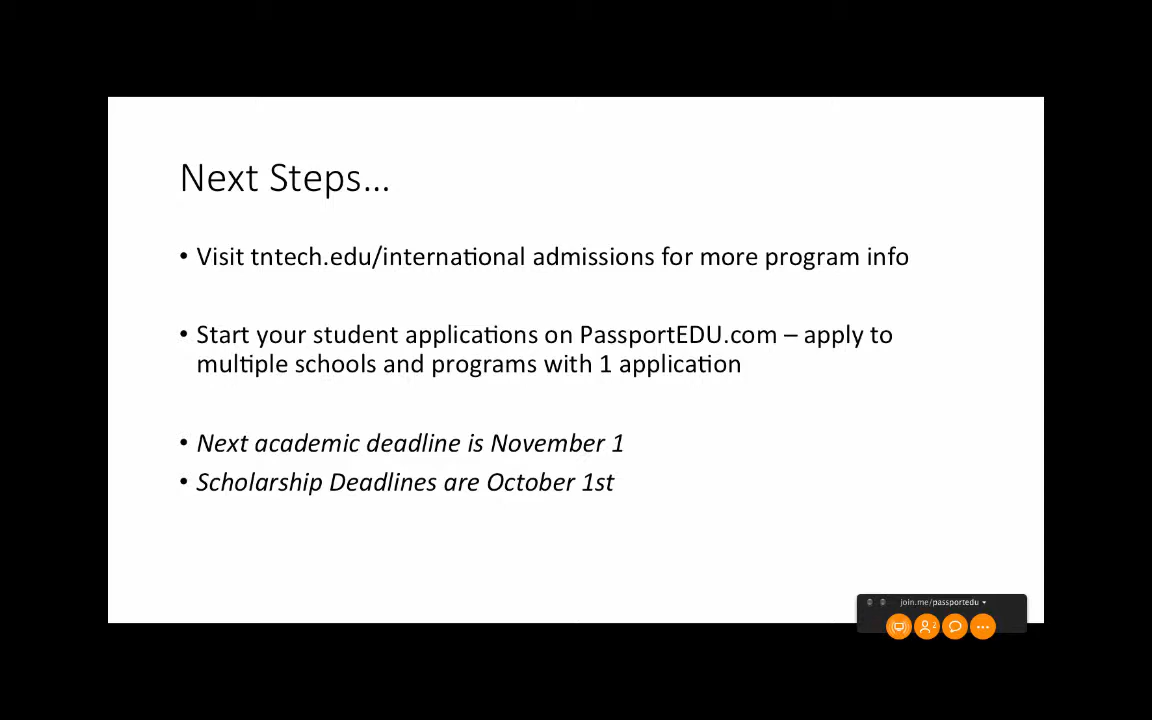 Next Steps...
• Visit tntech.edu/international admissions for more program info
• Start your student applications on PassportEDU.com – apply to
multiple schools and programs with 1 application
• Next academic deadline is November 1
• Scholarship Deadlines are October 1st
join.me/passportedu
2